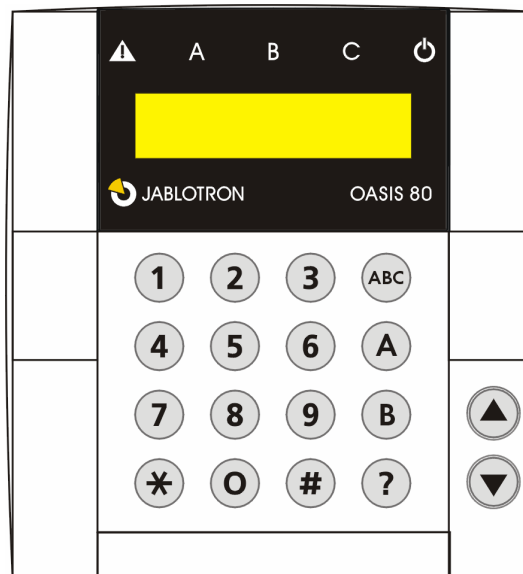 A B C
JABLOTRON OASIS 80
1 2 3 ABC
4 5 6 A
7 8 9 B
* 0 # ?